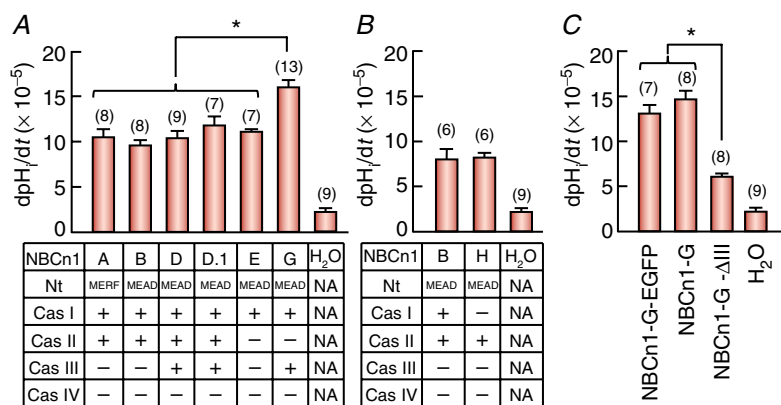 A
*
dpHᵢ/dt (× 10⁻⁵)
20
15
10
5
0
(8) (8) (9) (7) (7) (13) (9)
NBCn1 A B D D.1 E G H₂O
Nt MERF MEAD MEAD MEAD MEAD MEAD NA
Cas I + + + + + + NA
Cas II + + + + − − NA
Cas III − − + + − + NA
Cas IV − − − − − − NA
B
dpHᵢ/dt (× 10⁻⁵)
20
15
10
5
0
(6) (6) (9)
NBCn1 B H H₂O
Nt MEAD MEAD NA
Cas I + − NA
Cas II + + NA
Cas III − − NA
Cas IV − − NA
C
*
dpHᵢ/dt (× 10⁻⁵)
20
15
10
5
0
(7) (8) (8) (9)
NBCn1-G-EGFP
NBCn1-G
NBCn1-G -ΔIII
H₂O